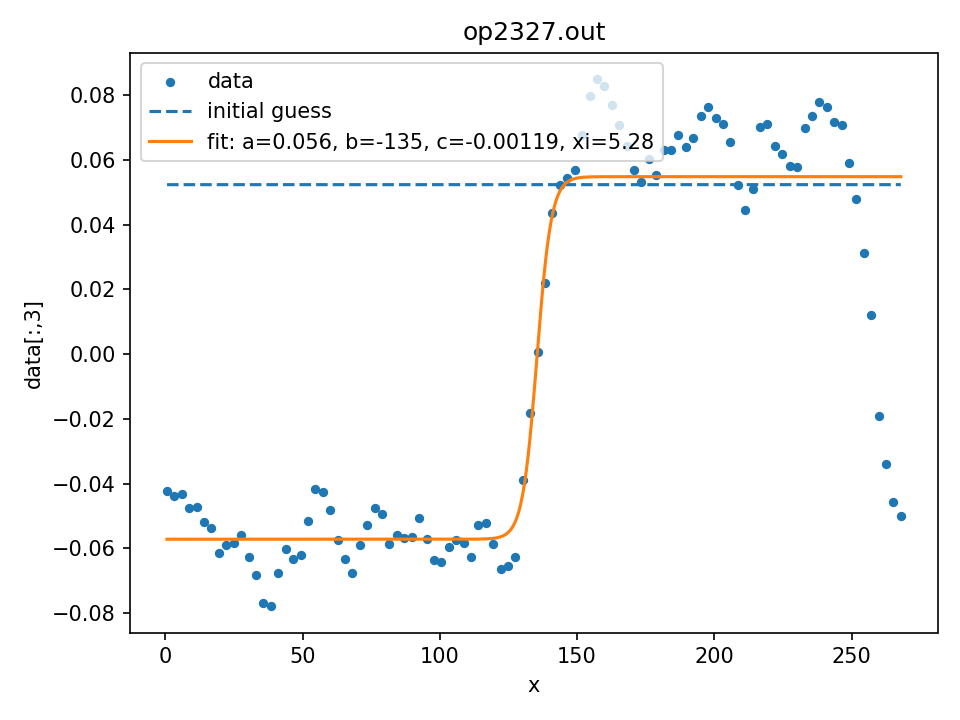 op2327.out
data
initial guess
fit: a=0.056, b=-135, c=-0.00119, xi=5.28
0.08
0.06
0.04
0.02
0.00
−0.02
−0.04
−0.06
−0.08
data[:,3]
0 50 100 150 200 250
x